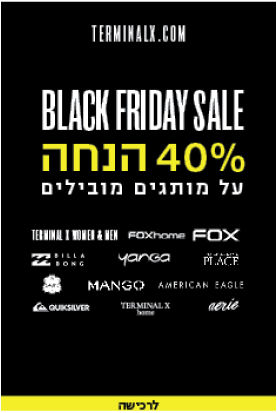 TERMINALX.COM
BLACK FRIDAY SALE
40% הנחה
על מותגים מובילים
TERMINAL X WOMEN & MEN FOXhome FOX
BILLABONG yanga PLACE
MANGO AMERICAN EAGLE
QUIKSILVER TERMINAL X home aerie
לרכישה